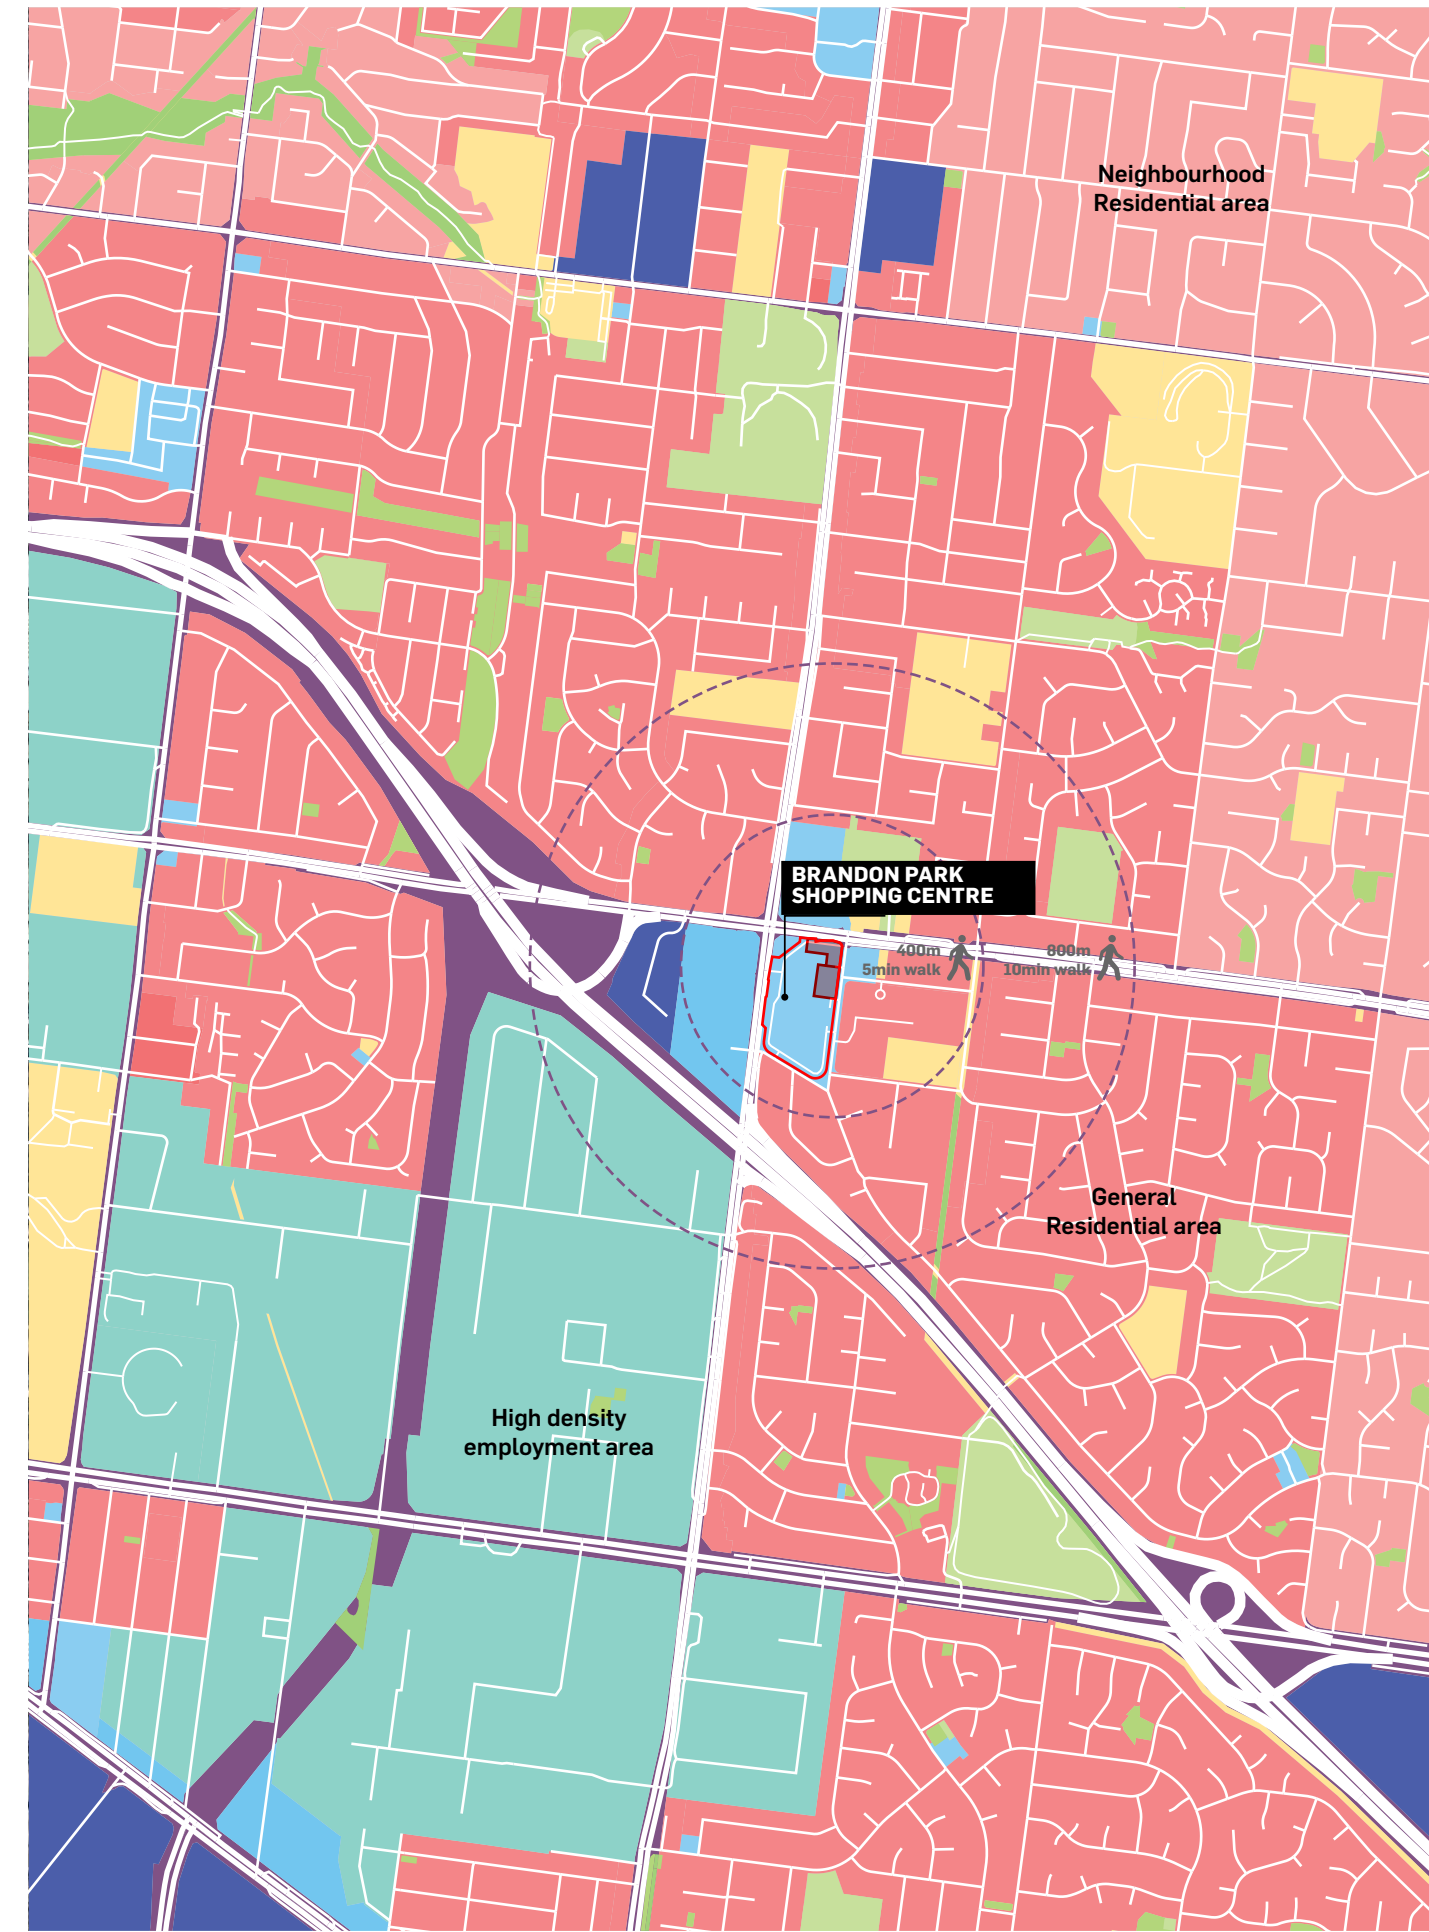 Neighbourhood
Residential area
BRANDON PARK
SHOPPING CENTRE
400m
5min walk
800m
10min walk
General
Residential area
High density
employment area